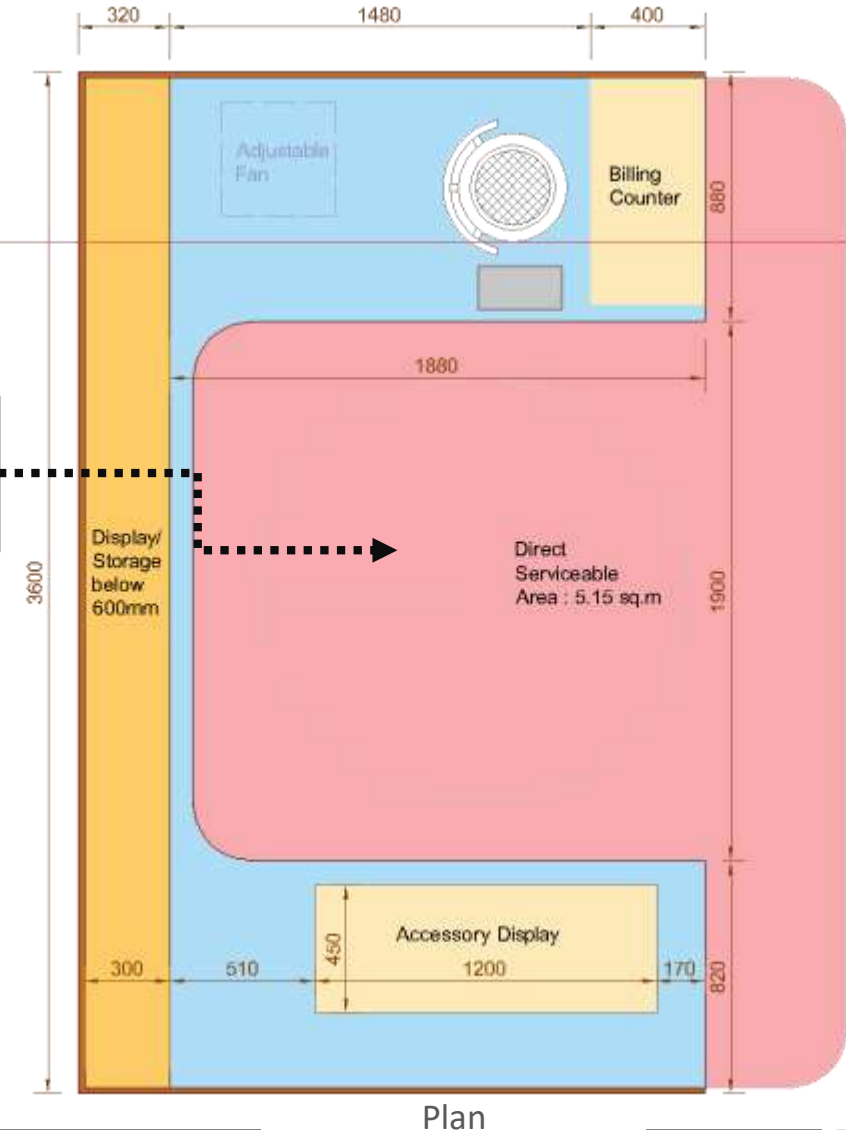 320
1480
400
Adjustable
Fan
Billing
Counter
880
1880
3600
Display/
Storage
below
600mm
Direct
Serviceable
Area : 5.15 sq.m
1900
Accessory Display
450
300
510
1200
170
820
Plan